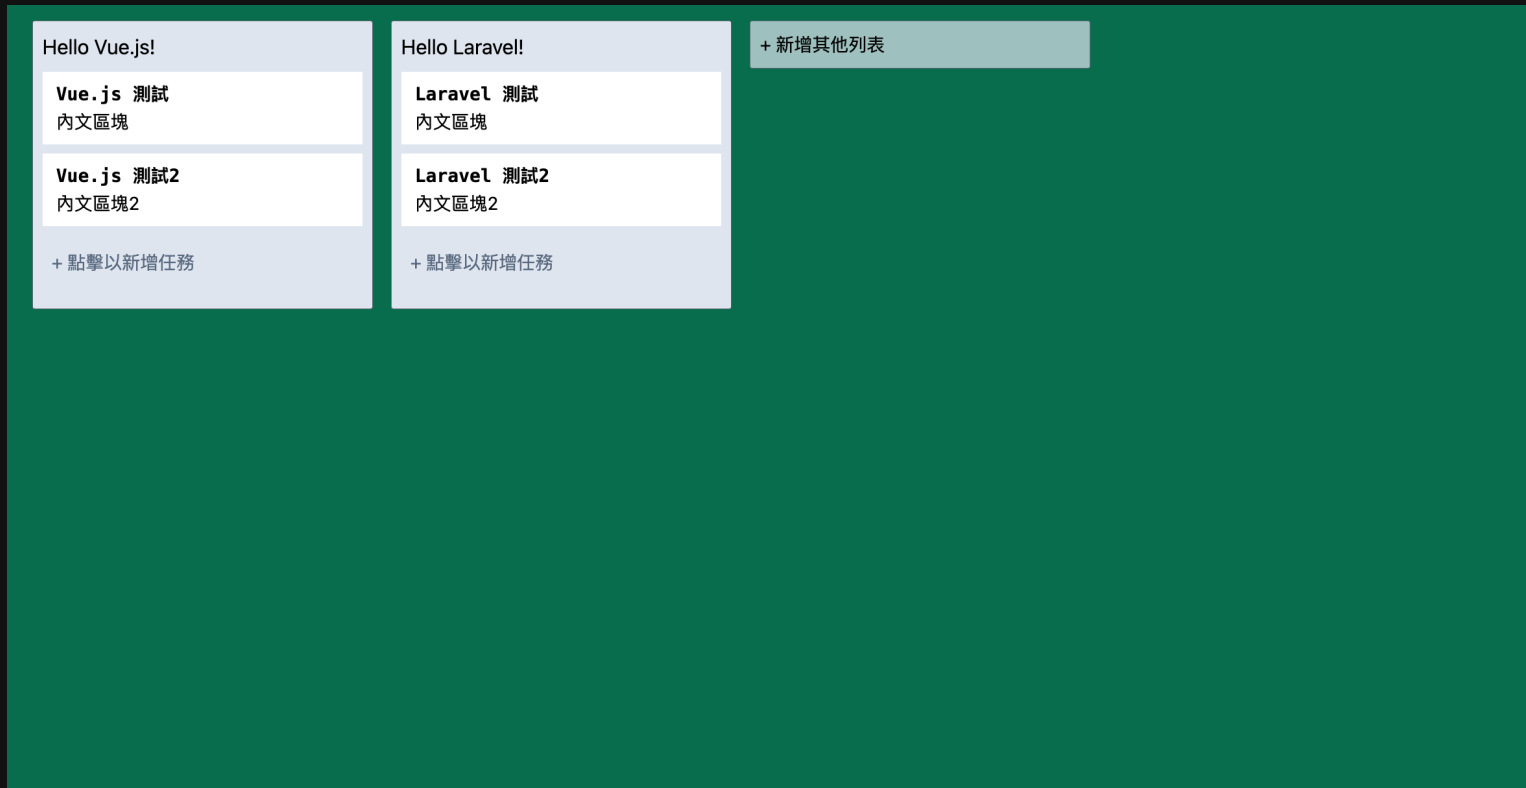 Hello Vue.js!
Vue.js 測試
內文區塊
Vue.js 測試2
內文區塊2
+ 點擊以新增任務
Hello Laravel!
Laravel 測試
內文區塊
Laravel 測試2
內文區塊2
+ 點擊以新增任務
+ 新增其他列表